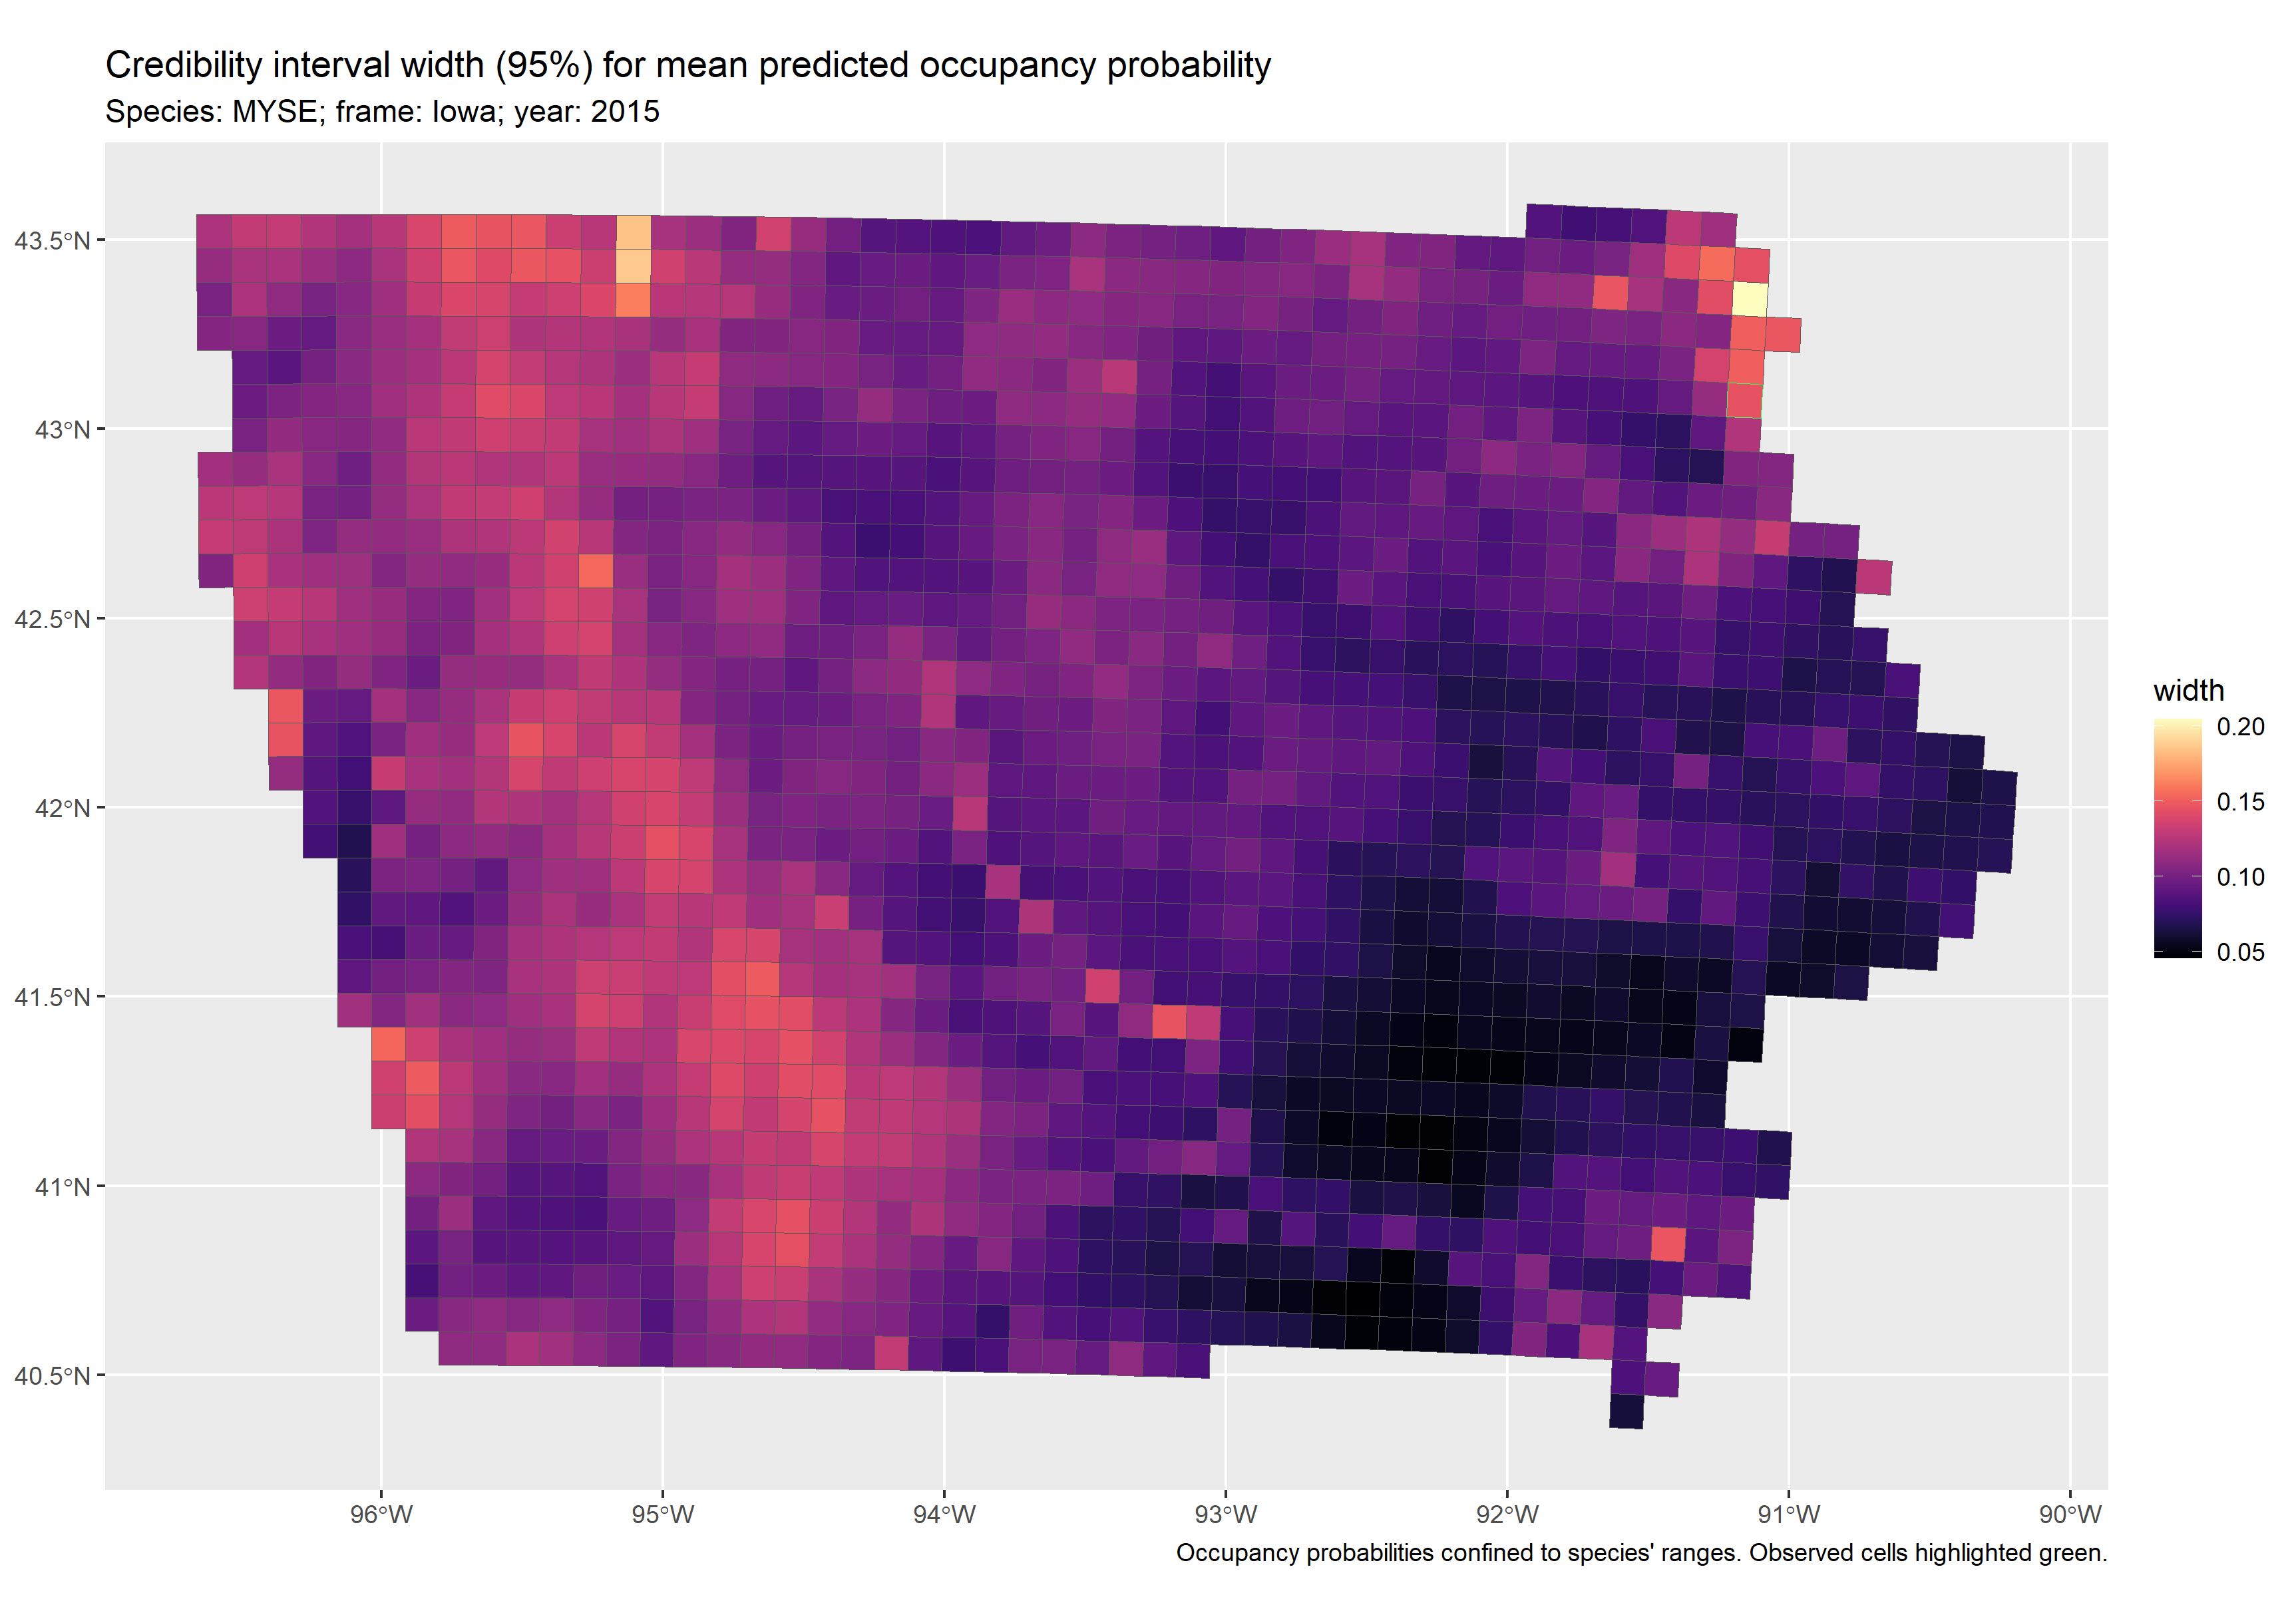 Credibility interval width (95%) for mean predicted occupancy probability
Species: MYSE; frame: Iowa; year: 2015
43.5°N
43°N
42.5°N
42°N
41.5°N
41°N
40.5°N
96°W 95°W 94°W 93°W 92°W 91°W 90°W
width
0.20
0.15
0.10
0.05
Occupancy probabilities confined to species' ranges. Observed cells highlighted green.